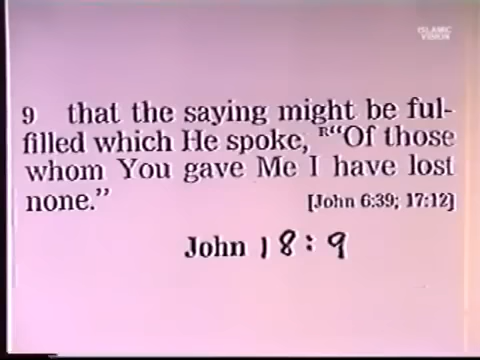 ISLAMIC
VISION
9 that the saying might be ful-
filled which He spoke, R“Of those
whom You gave Me I have lost
none.” [John 6:39; 17:12]
John 18:9